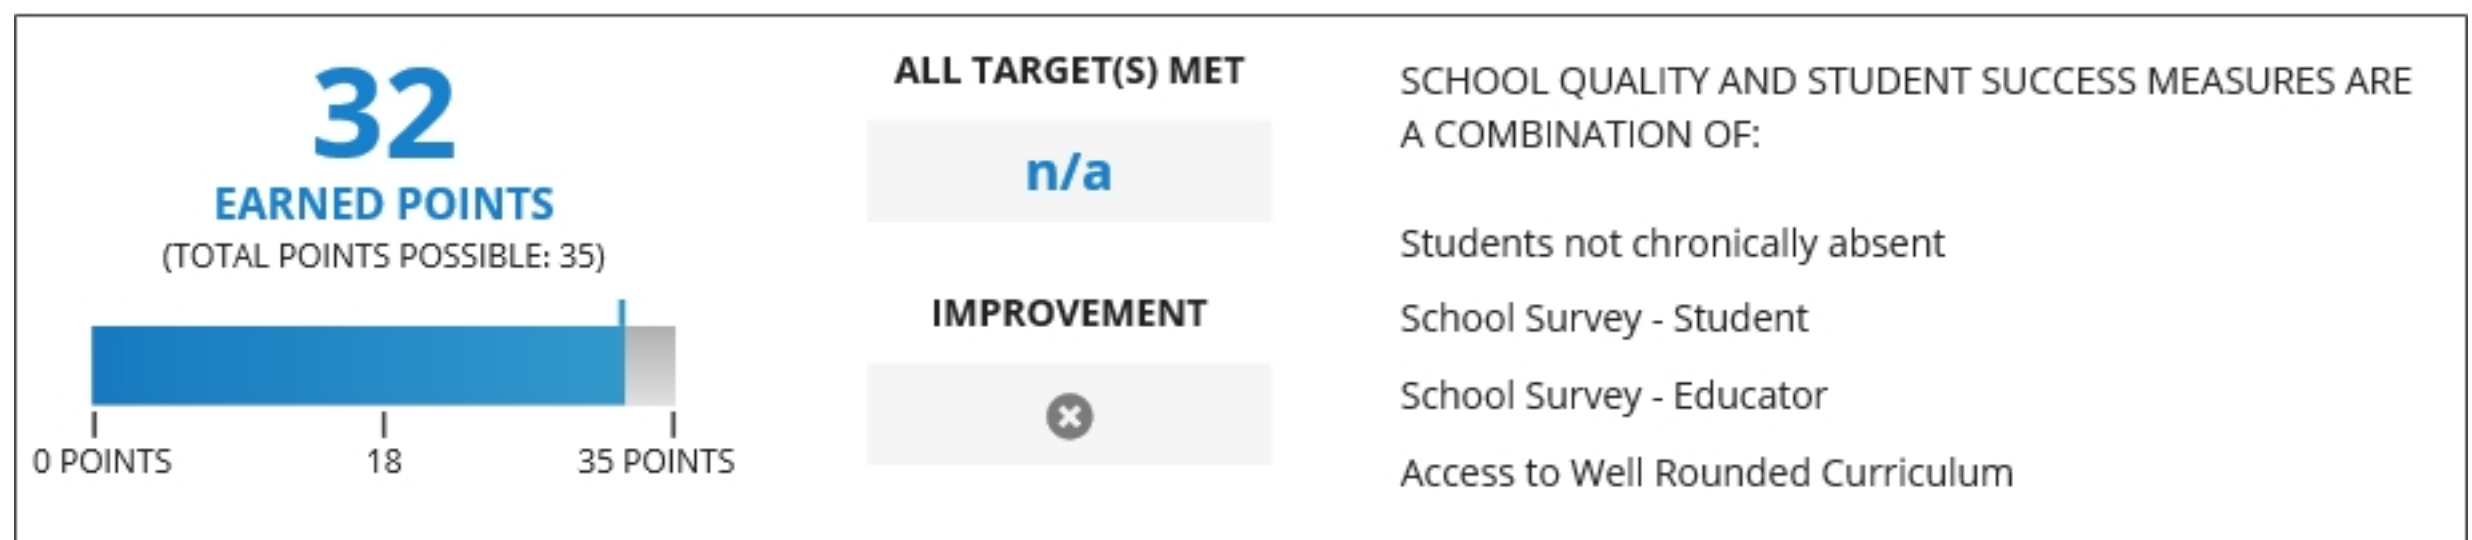 32
EARNED POINTS
(TOTAL POINTS POSSIBLE: 35)
0 POINTS
18
35 POINTS
ALL TARGET(S) MET
n/a
IMPROVEMENT
SCHOOL QUALITY AND STUDENT SUCCESS MEASURES ARE
A COMBINATION OF:
Students not chronically absent
School Survey - Student
School Survey - Educator
Access to Well Rounded Curriculum